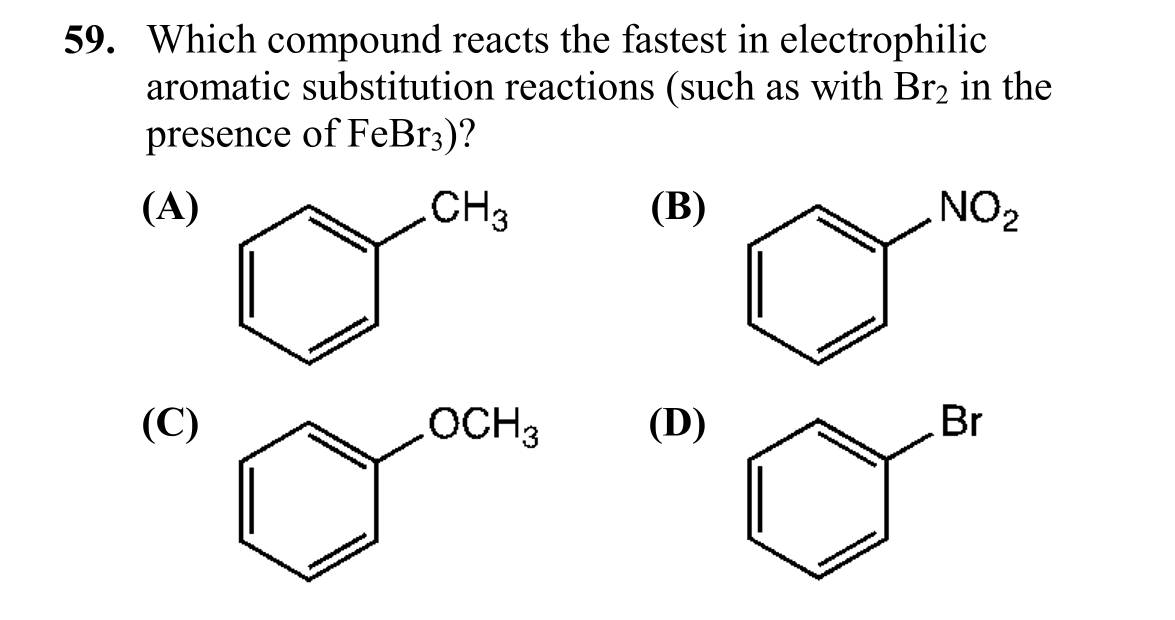 59. Which compound reacts the fastest in electrophilic
aromatic substitution reactions (such as with Br₂ in the
presence of FeBr₃)?
(A) CH₃ (B) NO₂
(C) OCH₃ (D) Br